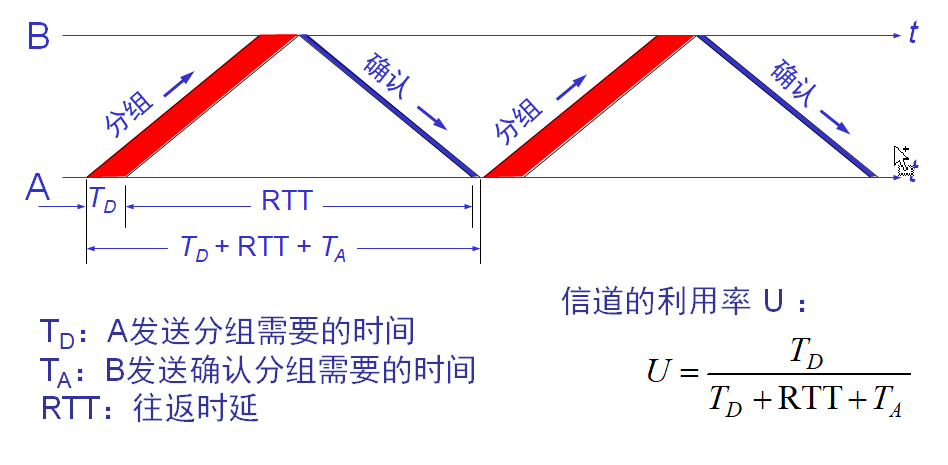 B
t
分组
确认
分组
确认
A
t
T_D
RTT
T_D + RTT + T_A
信道的利用率 U ：
T_D：A发送分组需要的时间
T_A：B发送确认分组需要的时间
RTT：往返时延
U = T_D / (T_D + RTT + T_A)